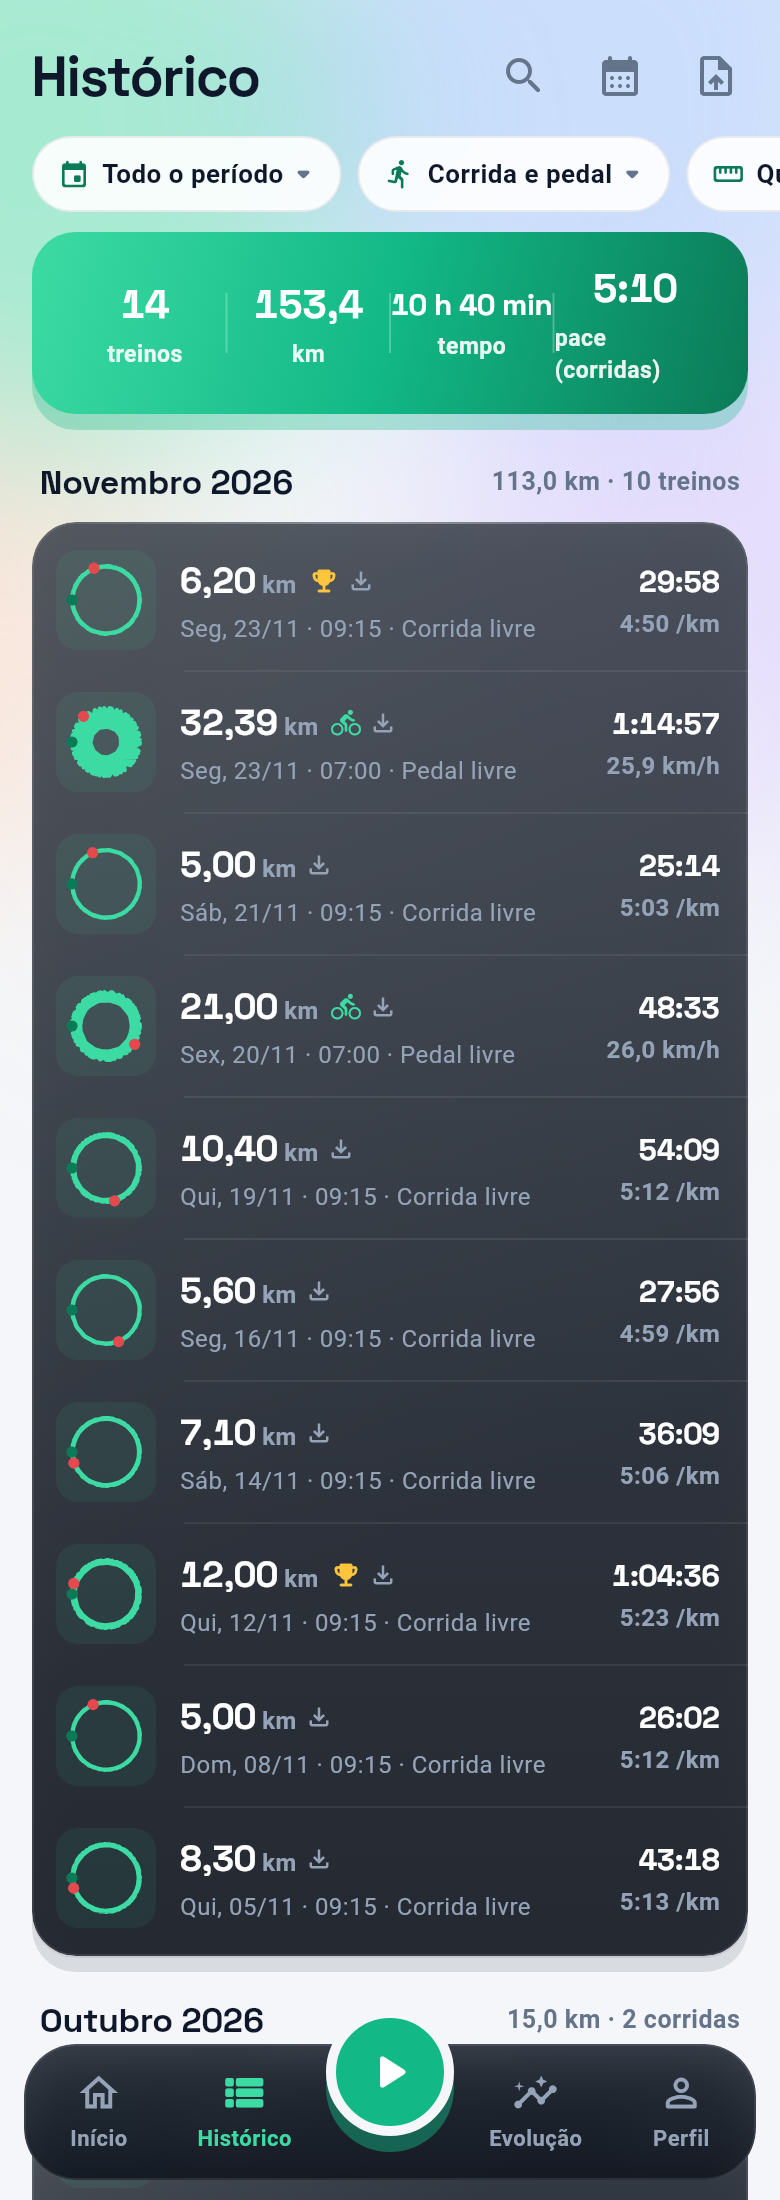 Histórico
Todo o período
Corrida e pedal
14
treinos
153,4
km
10 h 40 min
tempo
5:10
pace
(corridas)
Novembro 2026
113,0 km · 10 treinos
6,20 km
29:58
Seg, 23/11 · 09:15 · Corrida livre
4:50 /km
32,39 km
1:14:57
Seg, 23/11 · 07:00 · Pedal livre
25,9 km/h
5,00 km
25:14
Sáb, 21/11 · 09:15 · Corrida livre
5:03 /km
21,00 km
48:33
Sex, 20/11 · 07:00 · Pedal livre
26,0 km/h
10,40 km
54:09
Qui, 19/11 · 09:15 · Corrida livre
5:12 /km
5,60 km
27:56
Seg, 16/11 · 09:15 · Corrida livre
4:59 /km
7,10 km
36:09
Sáb, 14/11 · 09:15 · Corrida livre
5:06 /km
12,00 km
1:04:36
Qui, 12/11 · 09:15 · Corrida livre
5:23 /km
5,00 km
26:02
Dom, 08/11 · 09:15 · Corrida livre
5:12 /km
8,30 km
43:18
Qui, 05/11 · 09:15 · Corrida livre
5:13 /km
Outubro 2026
15,0 km · 2 corridas
Início
Histórico
Evolução
Perfil